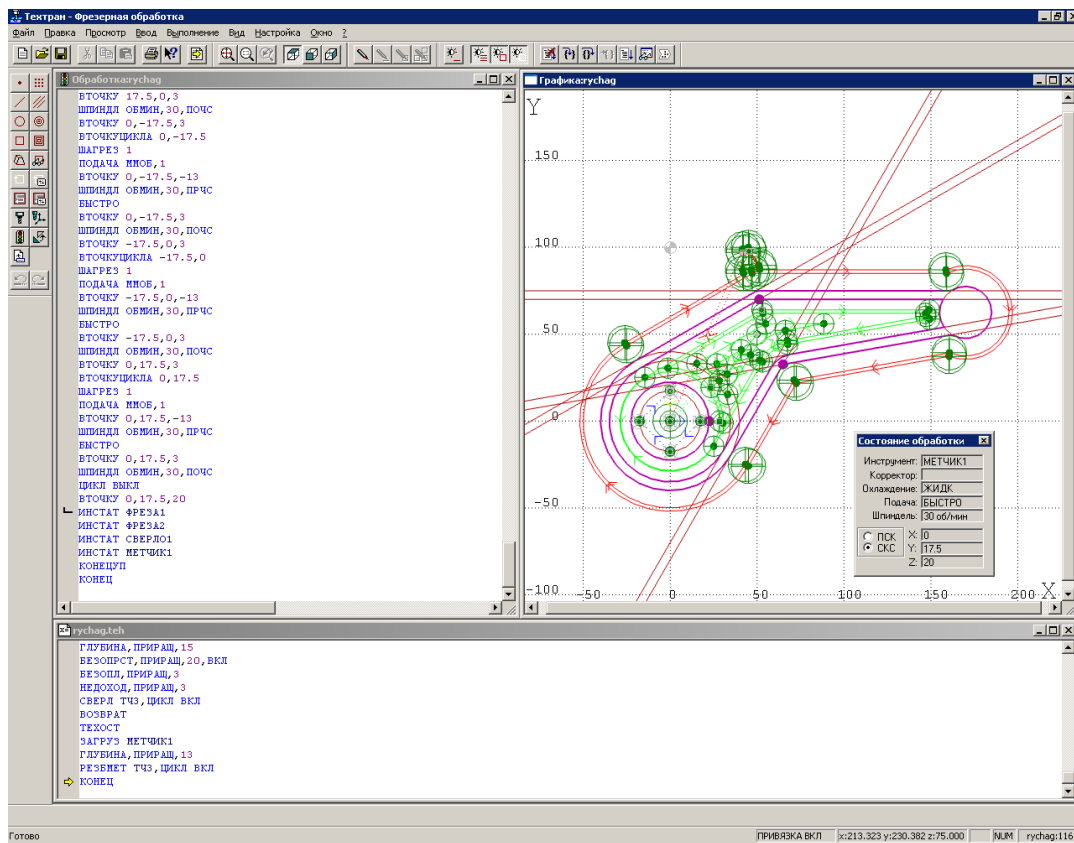 Техтран - Фрезерная обработка
Файл Правка Просмотр Ввод Выполнение Вид Настройка Окно ?
Обработка:rychag
ВТОЧКУ 17.5,0,3
ШПИНДЛ ОБМИН,30,ПОЧС
ВТОЧКУ 0,-17.5,3
ВТОЧКУЦИКЛА 0,-17.5
ШАГРЕЗ 1
ПОДАЧА ММОБ,1
ВТОЧКУ 0,-17.5,-13
ШПИНДЛ ОБМИН,30,ПРЧС
БЫСТРО
ВТОЧКУ 0,-17.5,3
ВТОЧКУ -17.5,0,3
ВТОЧКУЦИКЛА -17.5,0
ШАГРЕЗ 1
ПОДАЧА ММОБ,1
ВТОЧКУ -17.5,0,-13
ШПИНДЛ ОБМИН,30,ПРЧС
БЫСТРО
ВТОЧКУ -17.5,0,3
ШПИНДЛ ОБМИН,30,ПОЧС
ВТОЧКУ 0,17.5,3
ВТОЧКУЦИКЛА 0,17.5
ШАГРЕЗ 1
ПОДАЧА ММОБ,1
ВТОЧКУ 0,17.5,-13
ШПИНДЛ ОБМИН,30,ПРЧС
БЫСТРО
ВТОЧКУ 0,17.5,3
ШПИНДЛ ОБМИН,30,ПОЧС
ЦИКЛ ВЫКЛ
ВТОЧКУ 0,17.5,20
ИНСТАТ ФРЕЗА1
ИНСТАТ ФРЕЗА2
ИНСТАТ СВЕРЛО1
ИНСТАТ МЕТЧИК1
КОНЕЦУП
КОНЕЦ
Графика:rychag
Y
150
100
50
0
-50
-100
-50 0 50 100 150 200 X
Состояние обработки
Инструмент: МЕТЧИК1
Корректор:
Охлаждение: ЖИДК
Подача: БЫСТРО
Шпиндель: 30 об/мин
ПСК X: 0
СКС Y: 17.5
Z: 20
rychag.teh
ГЛУБИНА,ПРИРАЩ,15
БЕЗОПРСТ,ПРИРАЩ,20,ВКЛ
БЕЗОПЛ,ПРИРАЩ,3
НЕДОХОД,ПРИРАЩ,3
СВЕРЛ ТЧ3,ЦИКЛ ВКЛ
ВОЗВРАТ
ТЕХОСТ
ЗАГРУЗ МЕТЧИК1
ГЛУБИНА,ПРИРАЩ,13
РЕЗБМЕТ ТЧ3,ЦИКЛ ВКЛ
КОНЕЦ
Готово ПРИВЯЗКА ВКЛ x:213.323 y:230.382 z:75.000 NUM rychag:116